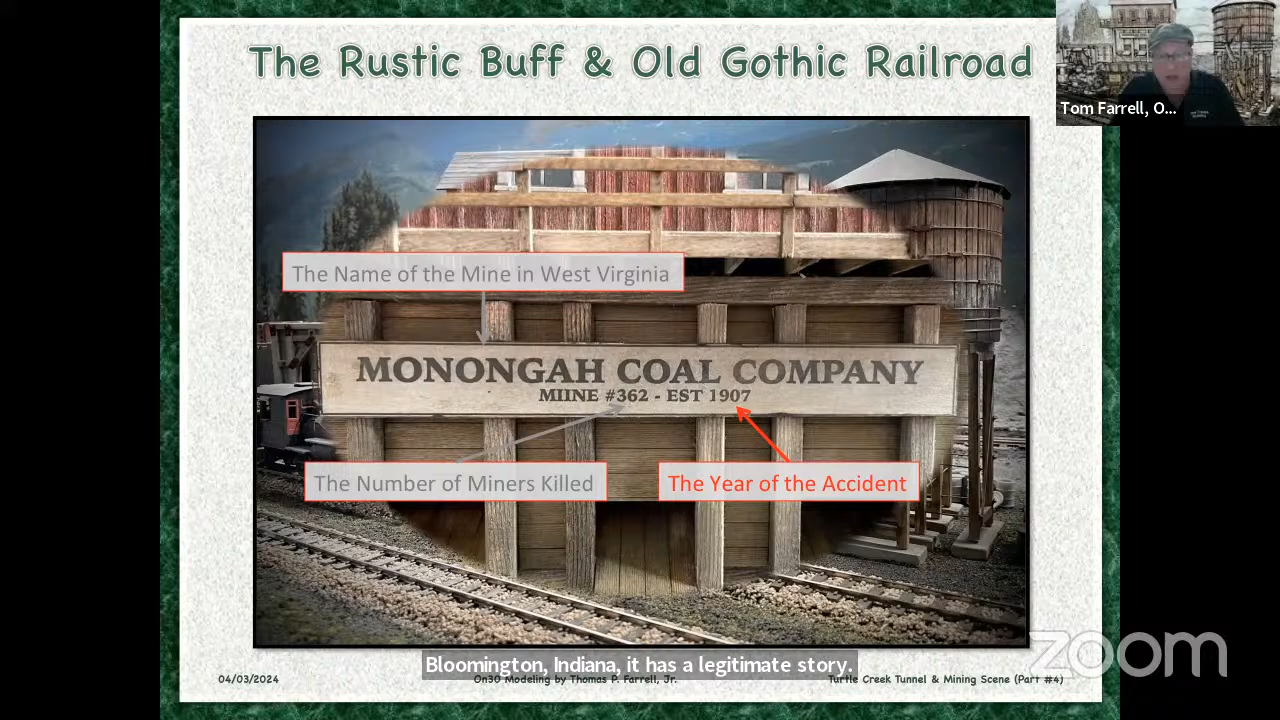 The Rustic Buff & Old Gothic Railroad
Tom Farrell, O...
The Name of the Mine in West Virginia
MONONGAH COAL COMPANY
MIINE #362 - EST 1907
The Number of Miners Killed
The Year of the Accident
Bloomington, Indiana, it has a legitimate story.
04/03/2024
On30 Modeling by Thomas P. Farrell, Jr.
Turtle Creek Tunnel & Mining Scene (Part #4)
zoom